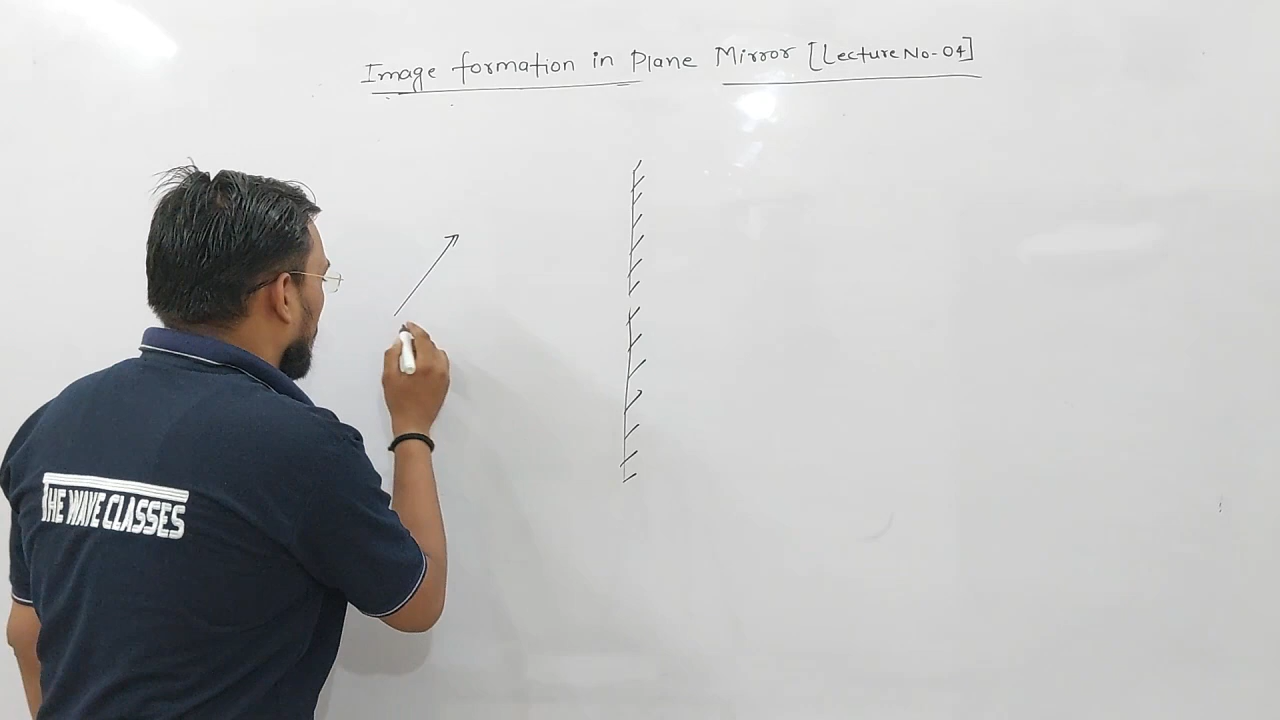 Image formation in Plane Mirror [Lecture No-04]
THE WAVE CLASSES